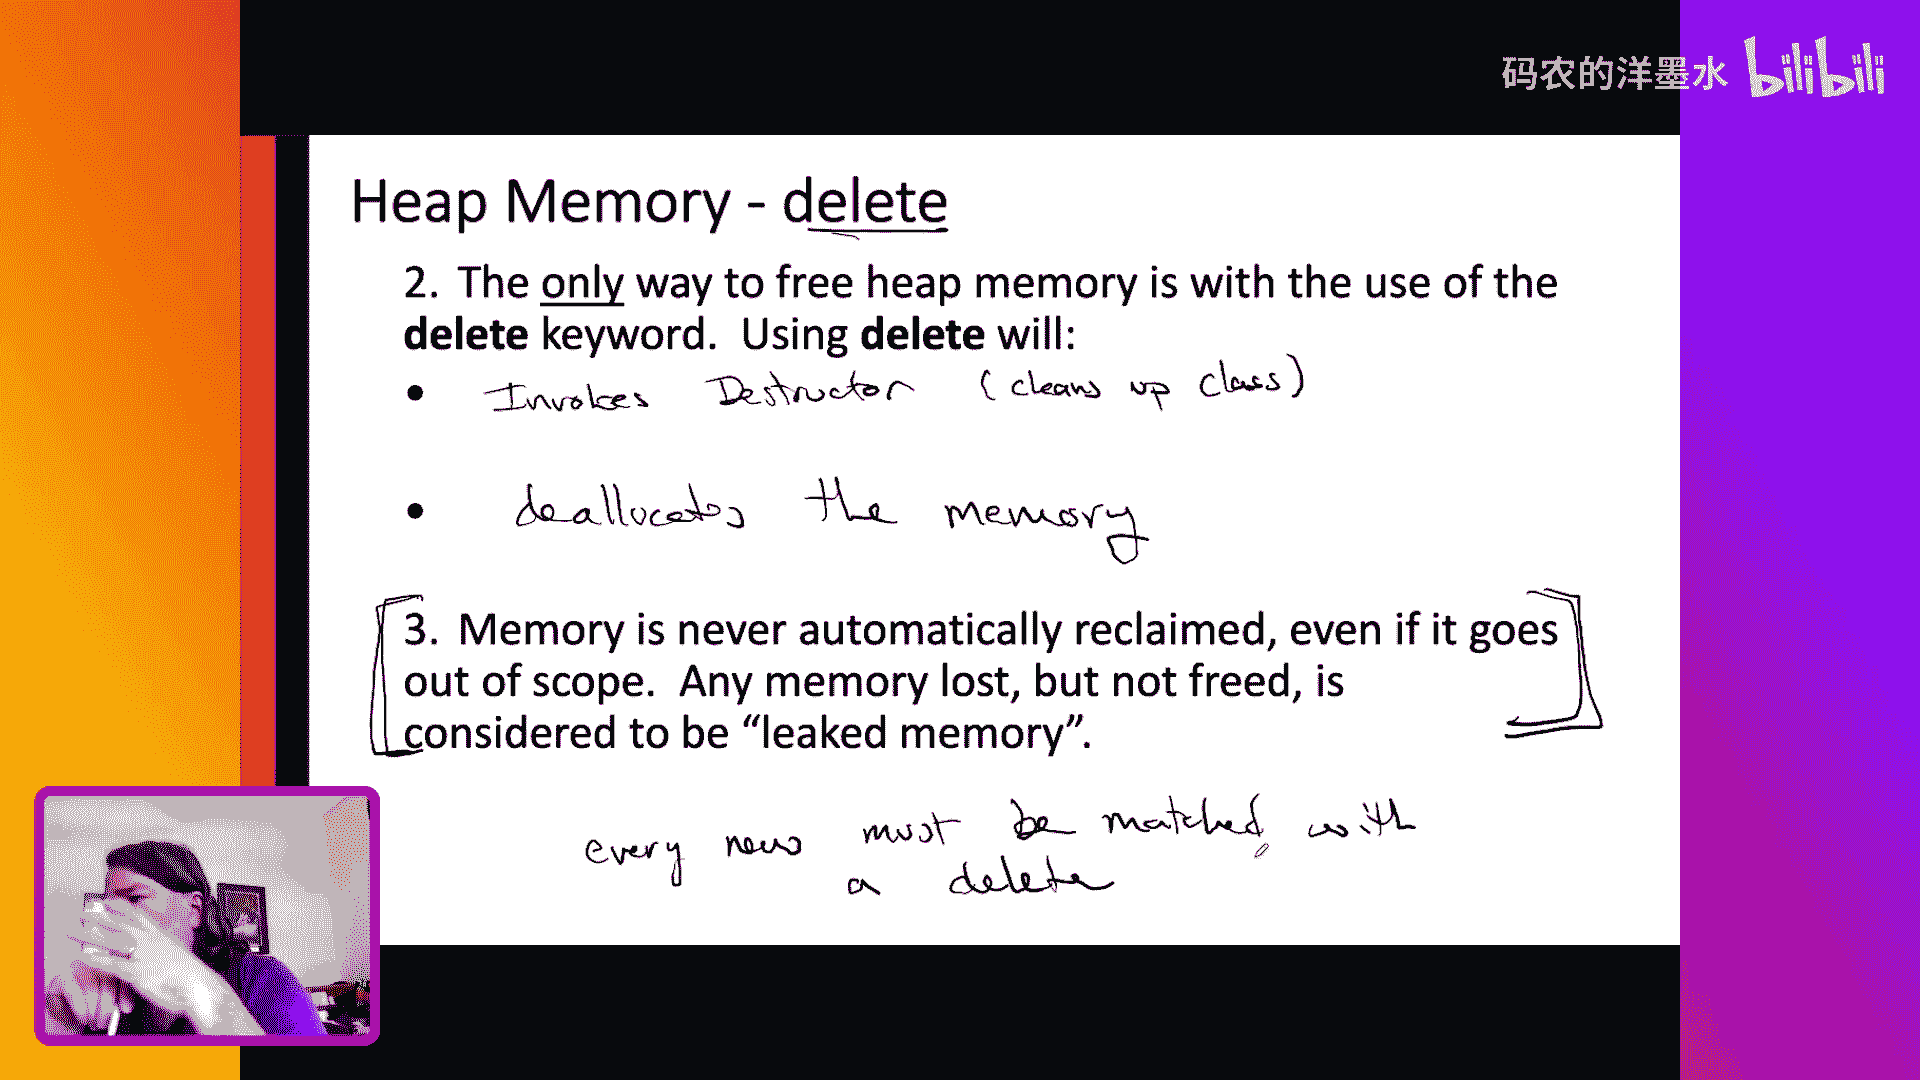 码农的洋墨水 bilibili
Heap Memory - delete
2. The only way to free heap memory is with the use of the
delete keyword. Using delete will:
• Invokes Destructor (cleans up class)
• deallocates the memory
3. Memory is never automatically reclaimed, even if it goes
out of scope. Any memory lost, but not freed, is
considered to be “leaked memory”.
every new must be matched with
a delete